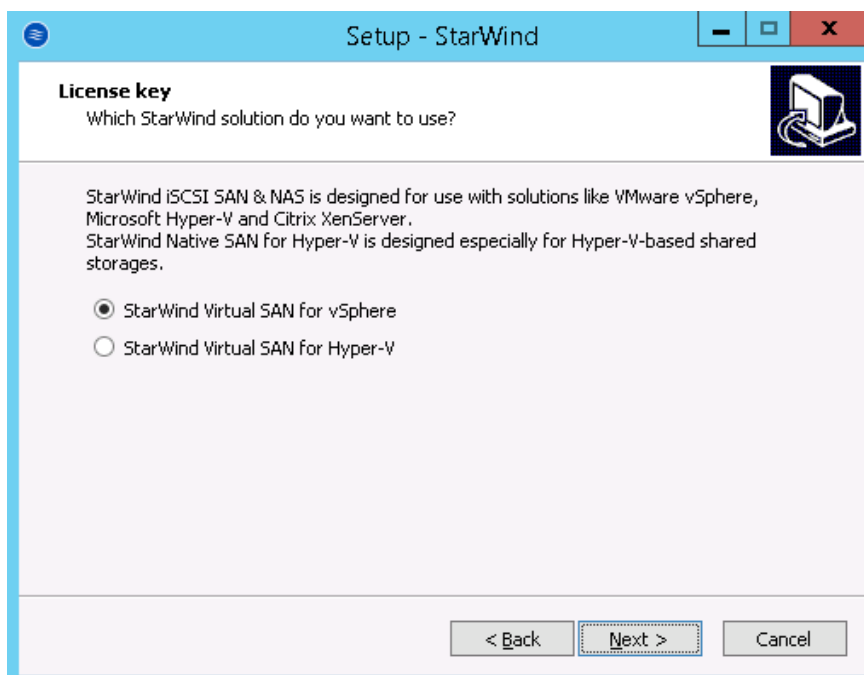 Setup - StarWind
License key
Which StarWind solution do you want to use?
StarWind iSCSI SAN & NAS is designed for use with solutions like VMware vSphere,
Microsoft Hyper-V and Citrix XenServer.
StarWind Native SAN for Hyper-V is designed especially for Hyper-V-based shared
storages.
StarWind Virtual SAN for vSphere
StarWind Virtual SAN for Hyper-V
< Back
Next >
Cancel